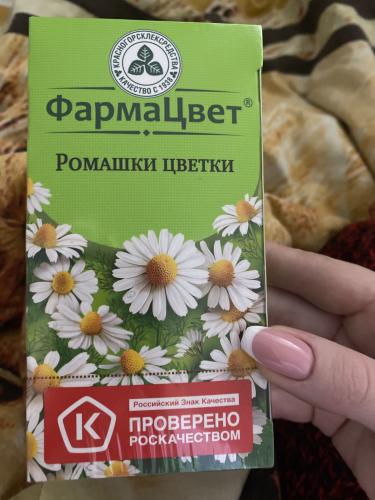 КРАСНОГОРСКЛЕКСРЕДСТВА
КАЧЕСТВО С 1938
ФармаЦвет®
РОМАШКИ ЦВЕТКИ
Российский Знак Качества
К
ПРОВЕРЕНО
РОСКАЧЕСТВОМ